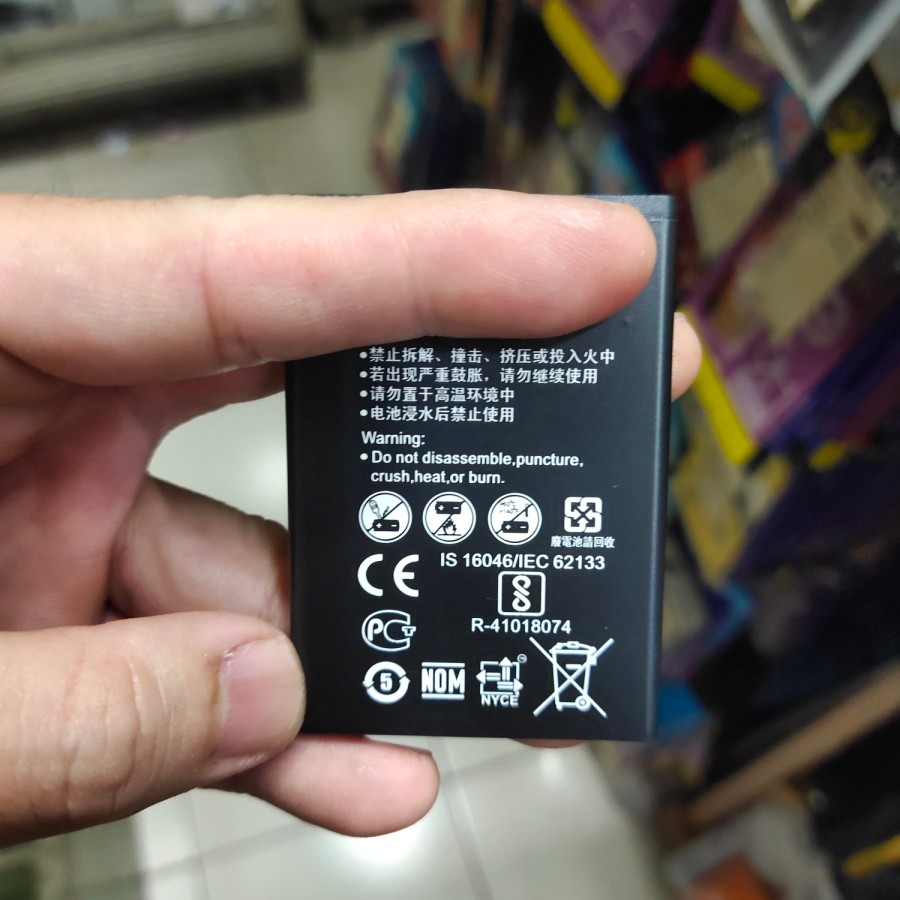 •禁止拆解、撞击、挤压或投入火中
•若出现严重鼓胀，请勿继续使用
•请勿置于高温环境中
•电池浸水后禁止使用
Warning:
• Do not disassemble,puncture,
crush,heat,or burn.
廢電池請回收
CE
IS 16046/IEC 62133
R-41018074
PCT
5
NOM
NYCE